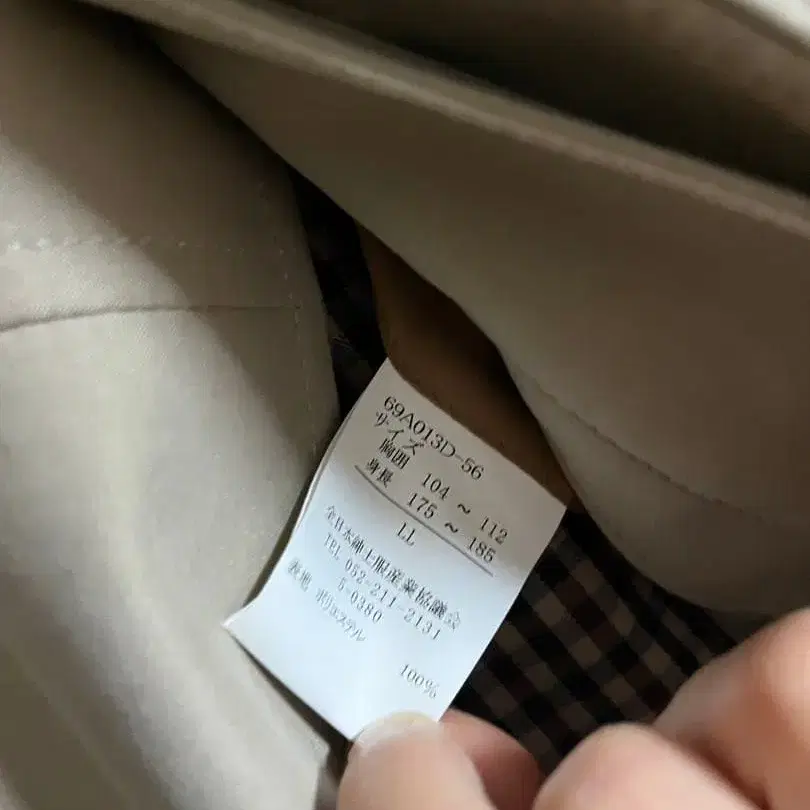 69A013D-56
サイズ
胸囲 104 ～ 112
身長 175 ～ 185
LL
全日本紳士服産業協議会
TEL 052-211-2131
5-0380
表地 ポリエステル
100%